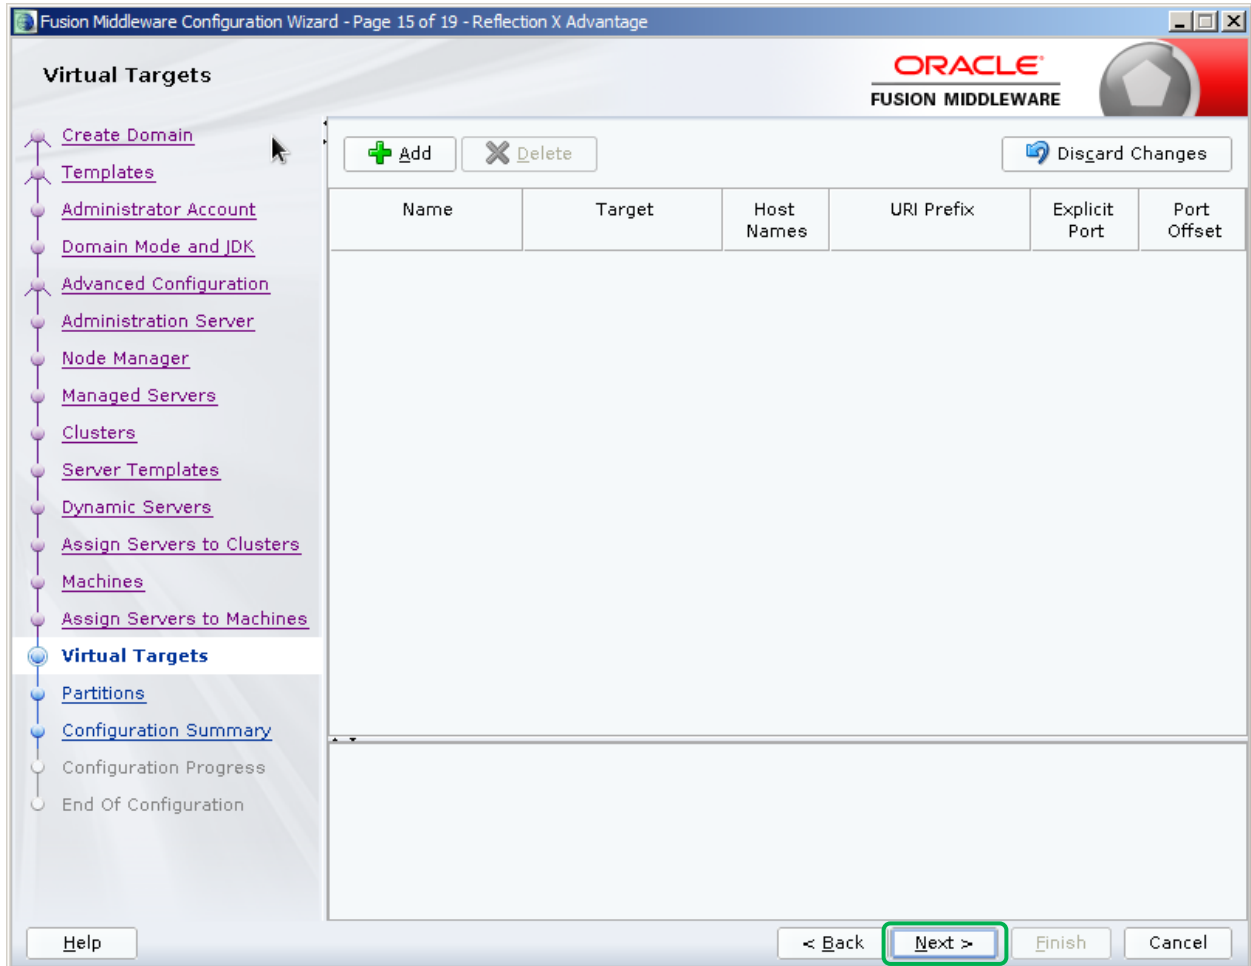 Fusion Middleware Configuration Wizard - Page 15 of 19 - Reflection X Advantage
Virtual Targets
ORACLE
FUSION MIDDLEWARE
Create Domain
Templates
Administrator Account
Domain Mode and JDK
Advanced Configuration
Administration Server
Node Manager
Managed Servers
Clusters
Server Templates
Dynamic Servers
Assign Servers to Clusters
Machines
Assign Servers to Machines
Virtual Targets
Partitions
Configuration Summary
Configuration Progress
End Of Configuration
Add Delete Discard Changes
Name Target Host Names URI Prefix Explicit Port Port Offset
Help < Back Next > Finish Cancel